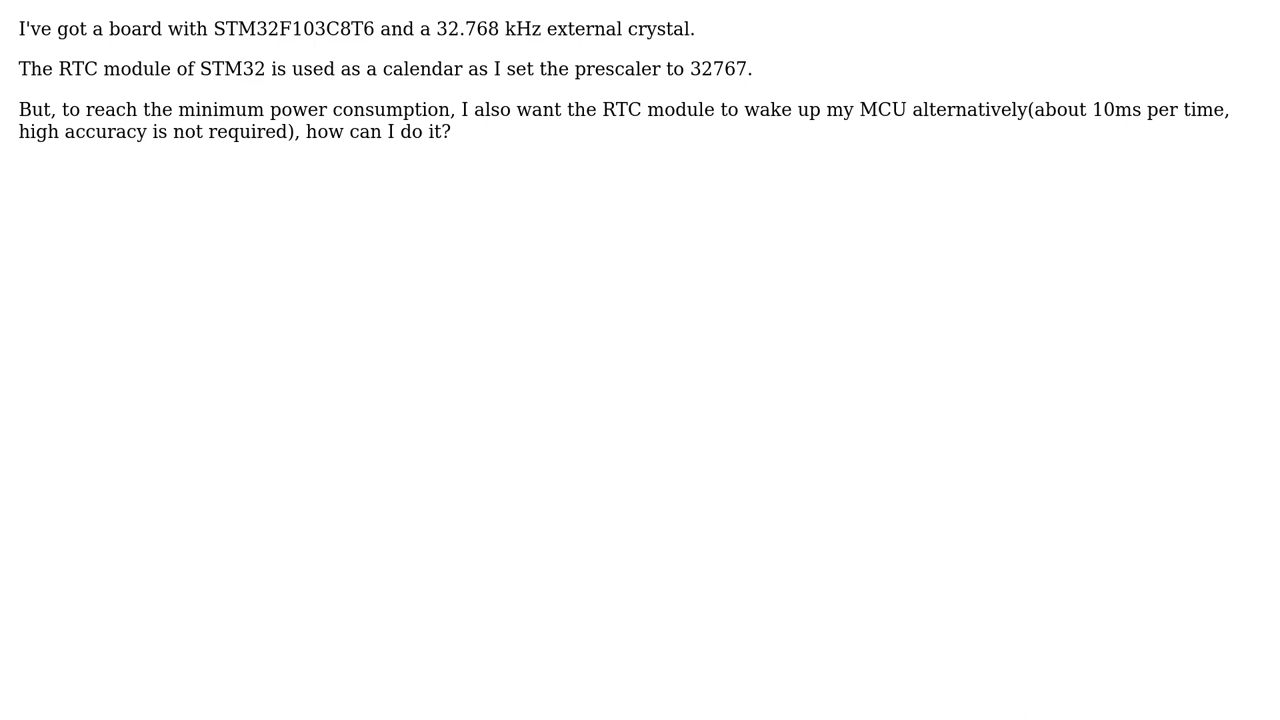 I've got a board with STM32F103C8T6 and a 32.768 kHz external crystal.
The RTC module of STM32 is used as a calendar as I set the prescaler to 32767.
But, to reach the minimum power consumption, I also want the RTC module to wake up my MCU alternatively(about 10ms per time,
high accuracy is not required), how can I do it?